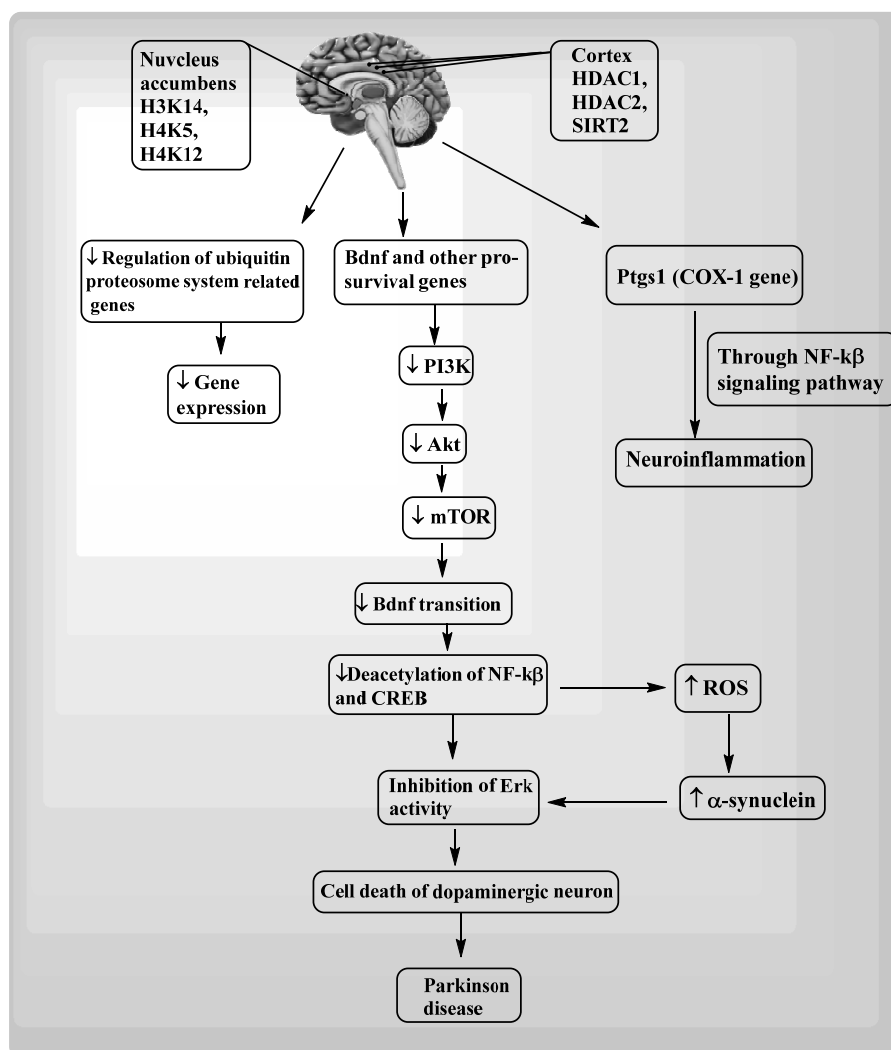 Nuvcleus
accumbens
H3K14,
H4K5,
H4K12
Cortex
HDAC1,
HDAC2,
SIRT2
↓ Regulation of ubiquitin
proteosome system related
genes
Bdnf and other pro-
survival genes
Ptgs1 (COX-1 gene)
↓ Gene
expression
↓ PI3K
Through NF-kβ
signaling pathway
↓ Akt
Neuroinflammation
↓ mTOR
↓ Bdnf transition
↓Deacetylation of NF-kβ
and CREB
↑ ROS
Inhibition of Erk
activity
↑ α-synuclein
Cell death of dopaminergic neuron
Parkinson
disease